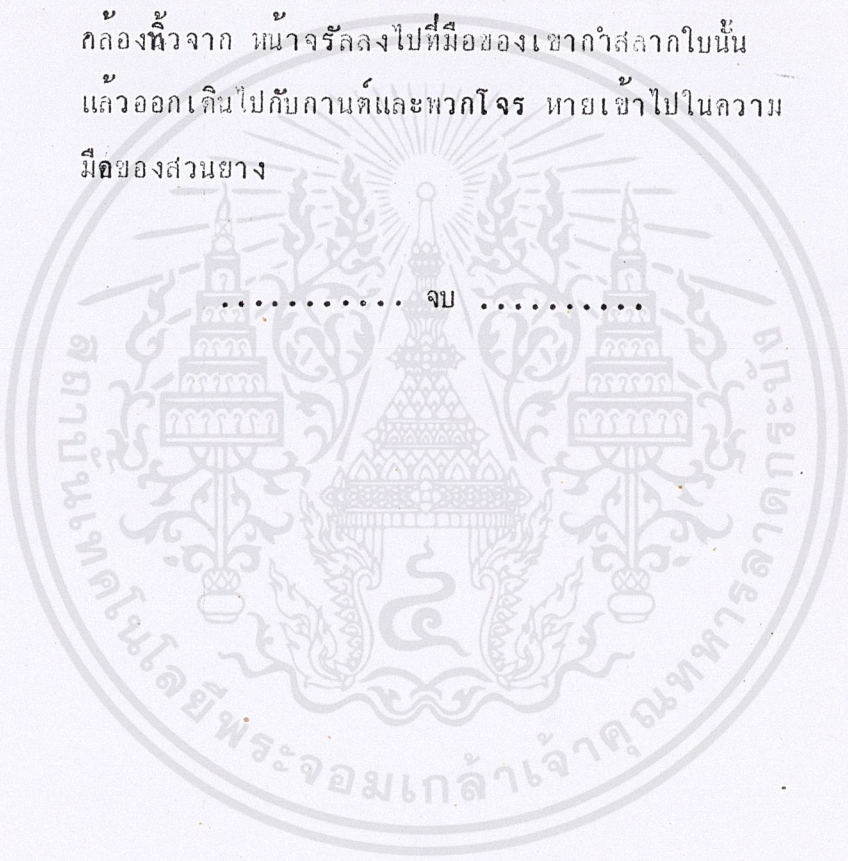 กล้องทิ้วจาก หน้าจรัลลงไปที่มือของเขากำสลากใบนั้น
แล้วออกเดินไปกับกานต์และพวกโจร หายเข้าไปในความ
มืดของสวนยาง
........... จบ ..........
สถาบันเทคโนโลยีพระจอมเกล้าเจ้าคุณทหารลาดกระบัง